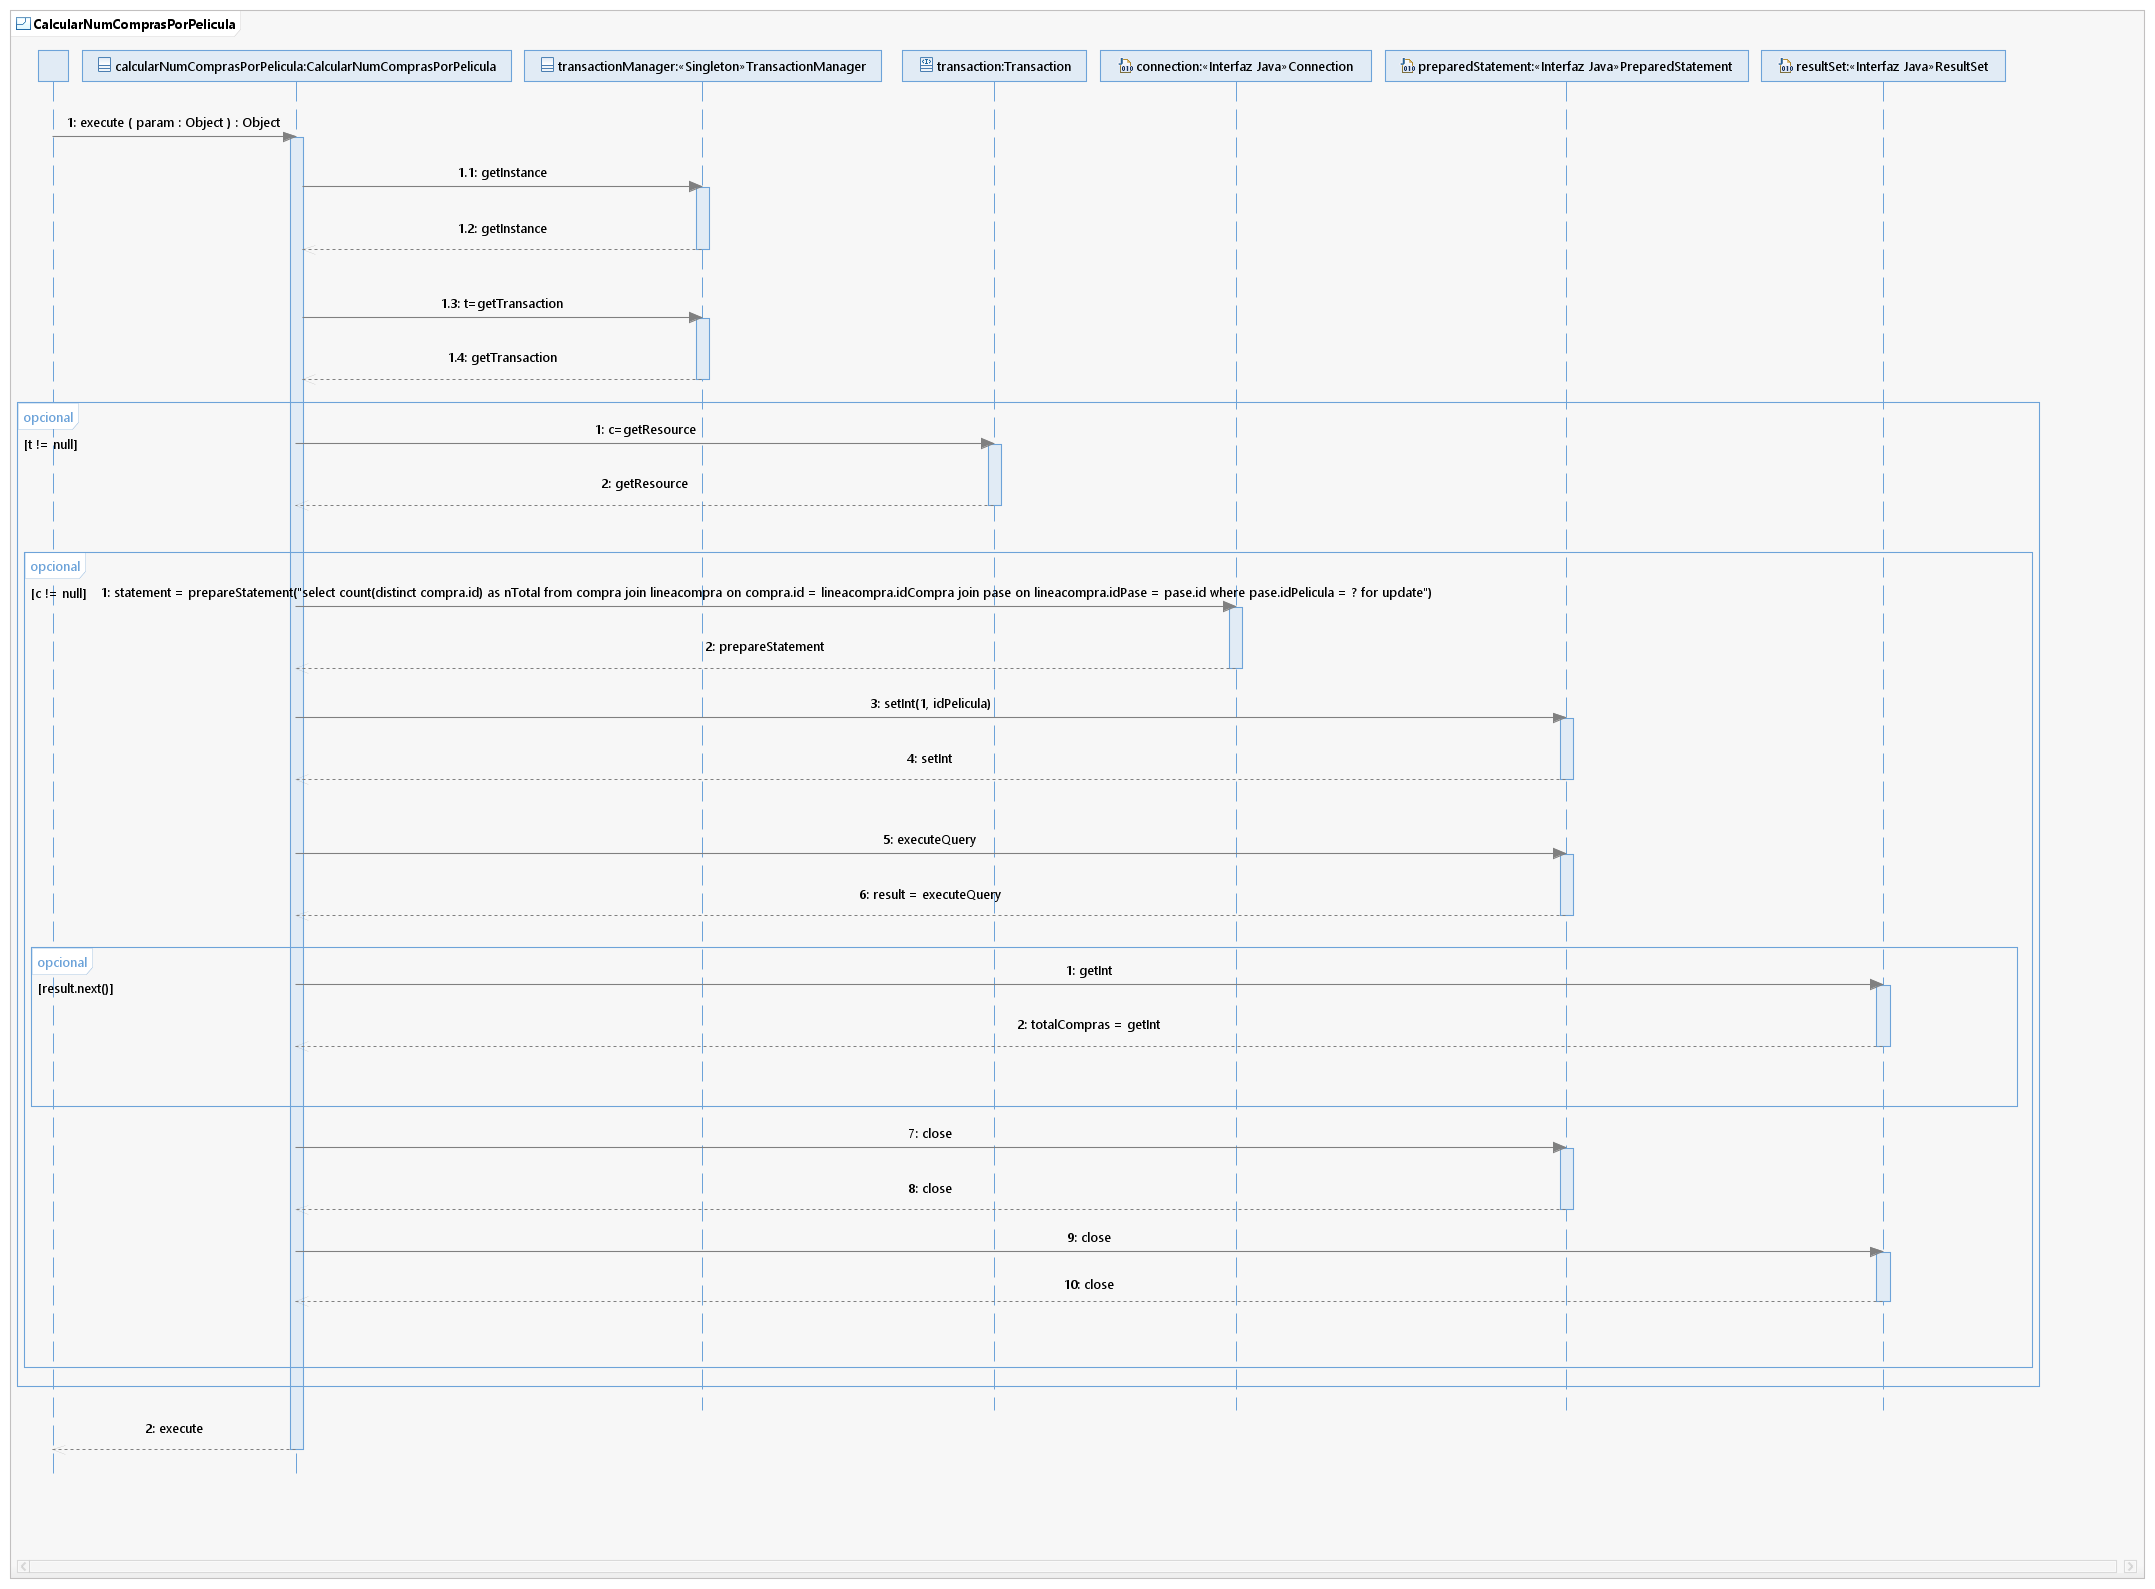 CalcularNumComprasPorPelicula
calcularNumComprasPorPelicula:CalcularNumComprasPorPelicula
transactionManager:«Singleton»TransactionManager
transaction:Transaction
connection:«Interfaz Java»Connection
preparedStatement:«Interfaz Java»PreparedStatement
resultSet:«Interfaz Java»ResultSet
1: execute ( param : Object ) : Object
1.1: getInstance
1.2: getInstance
1.3: t=getTransaction
1.4: getTransaction
opcional
[t != null]
1: c=getResource
2: getResource
opcional
[c != null]
1: statement = prepareStatement("select count(distinct compra.id) as nTotal from compra join lineacompra on compra.id = lineacompra.idCompra join pase on lineacompra.idPase = pase.id where pase.idPelicula = ? for update")
2: prepareStatement
3: setInt(1, idPelicula)
4: setInt
5: executeQuery
6: result = executeQuery
opcional
[result.next()]
1: getInt
2: totalCompras = getInt
7: close
8: close
9: close
10: close
2: execute